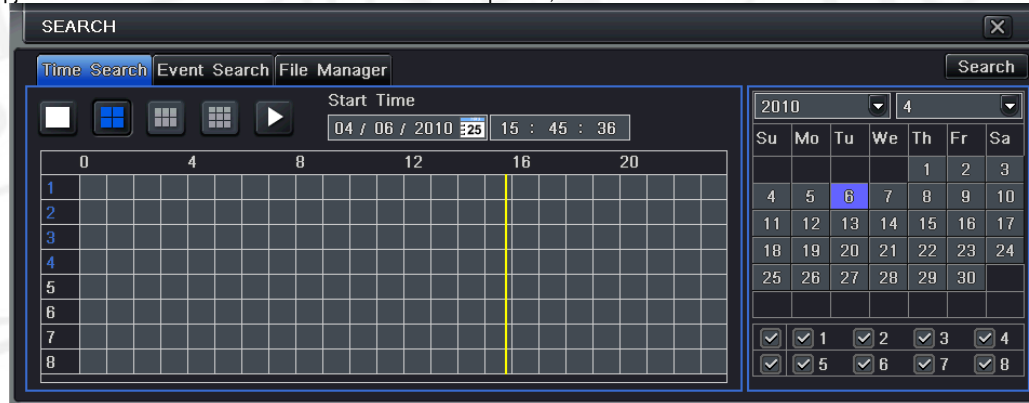 SEARCH
Time Search Event Search File Manager Search
Start Time
04 / 06 / 2010 25 15 : 45 : 36
0 4 8 12 16 20
1
2
3
4
5
6
7
8
2010 4
Su Mo Tu We Th Fr Sa
1 2 3
4 5 6 7 8 9 10
11 12 13 14 15 16 17
18 19 20 21 22 23 24
25 26 27 28 29 30
1 2 3 4
5 6 7 8